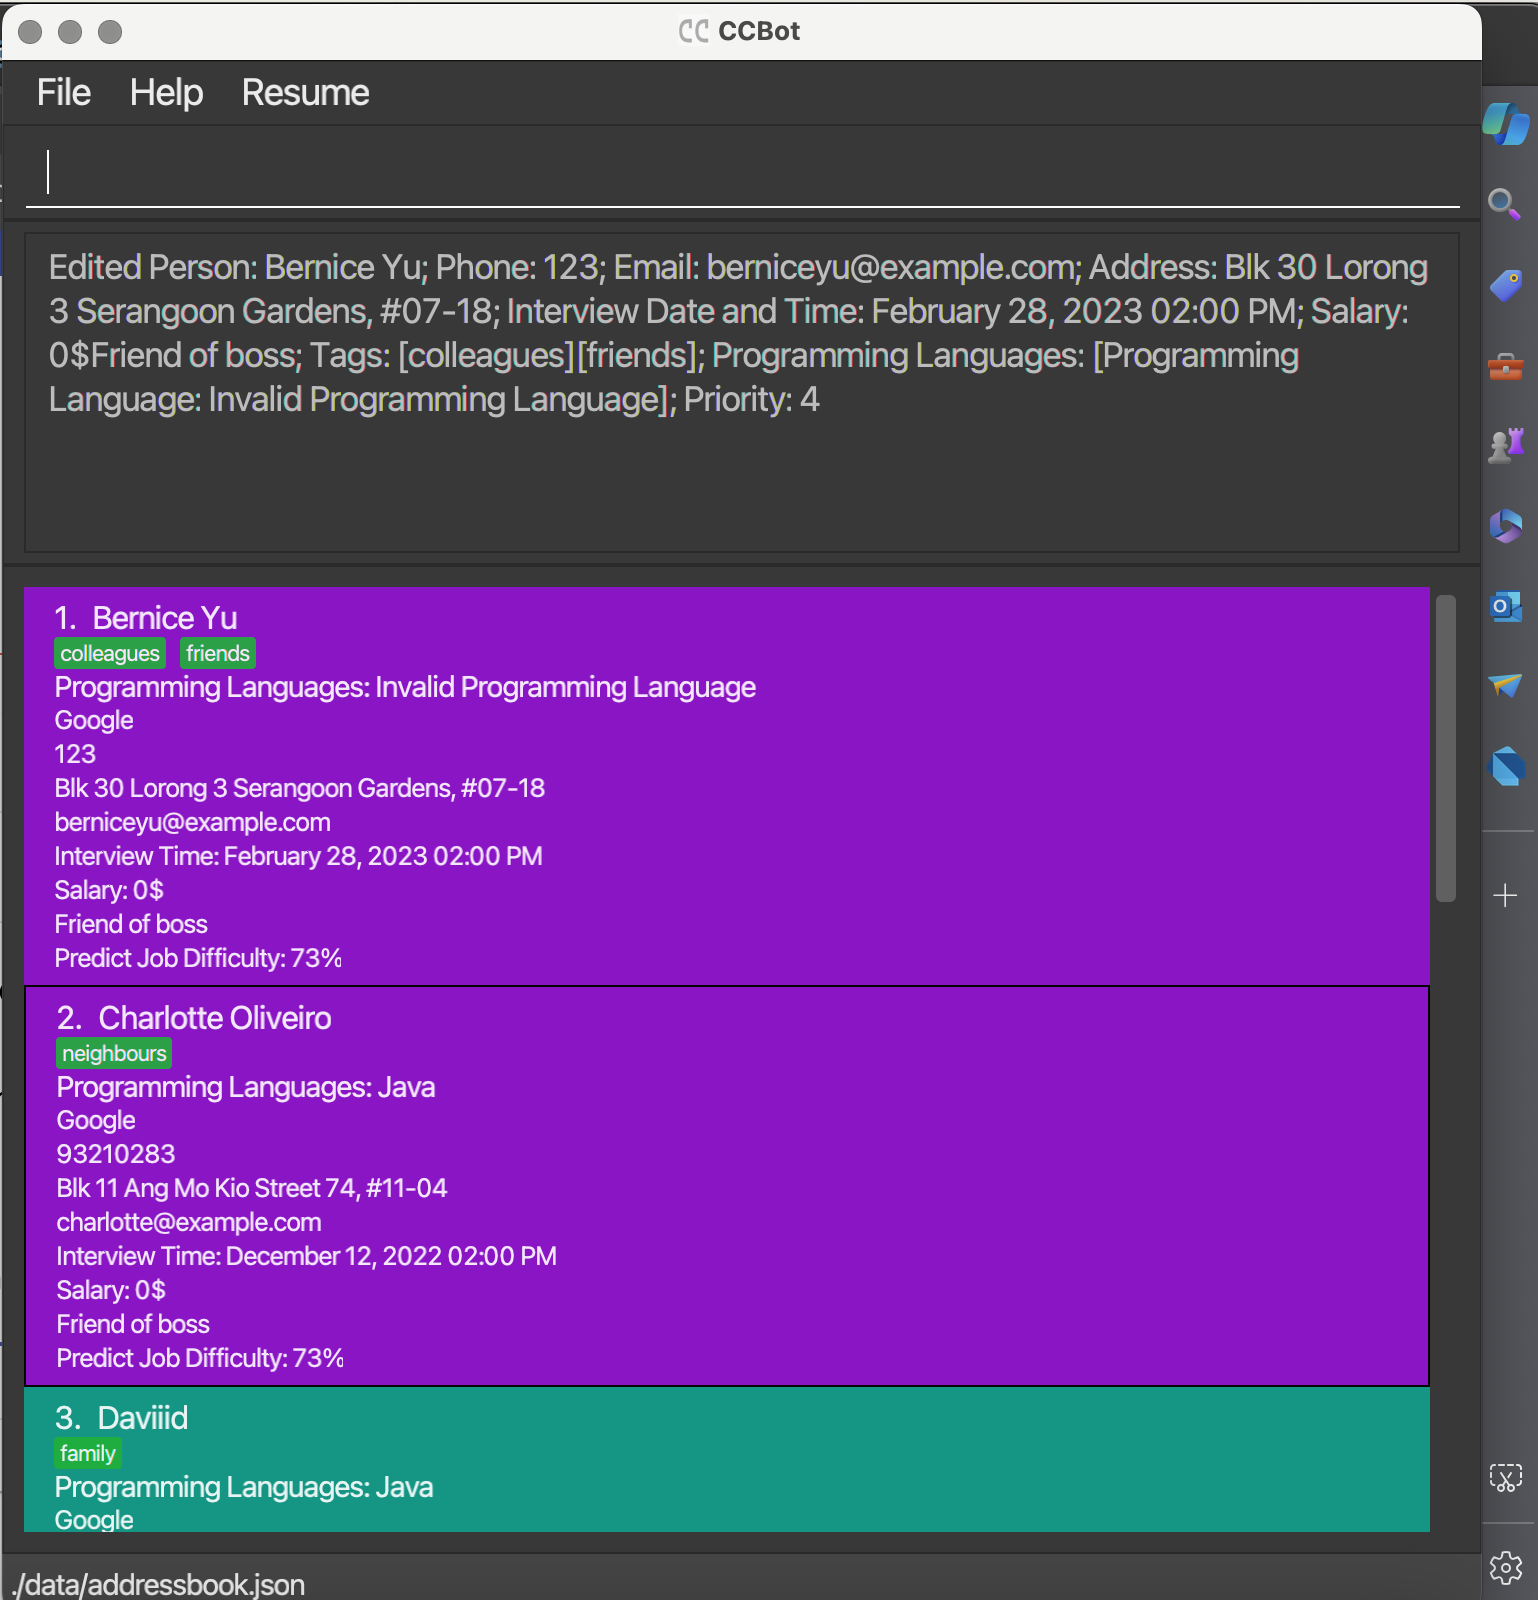 CC CCBot
File Help Resume
Edited Person: Bernice Yu; Phone: 123; Email: berniceyu@example.com; Address: Blk 30 Lorong
3 Serangoon Gardens, #07-18; Interview Date and Time: February 28, 2023 02:00 PM; Salary:
0$Friend of boss; Tags: [colleagues][friends]; Programming Languages: [Programming
Language: Invalid Programming Language]; Priority: 4
1. Bernice Yu
colleagues friends
Programming Languages: Invalid Programming Language
Google
123
Blk 30 Lorong 3 Serangoon Gardens, #07-18
berniceyu@example.com
Interview Time: February 28, 2023 02:00 PM
Salary: 0$
Friend of boss
Predict Job Difficulty: 73%
2. Charlotte Oliveiro
neighbours
Programming Languages: Java
Google
93210283
Blk 11 Ang Mo Kio Street 74, #11-04
charlotte@example.com
Interview Time: December 12, 2022 02:00 PM
Salary: 0$
Friend of boss
Predict Job Difficulty: 73%
3. Daviiid
family
Programming Languages: Java
Google
./data/addressbook.json